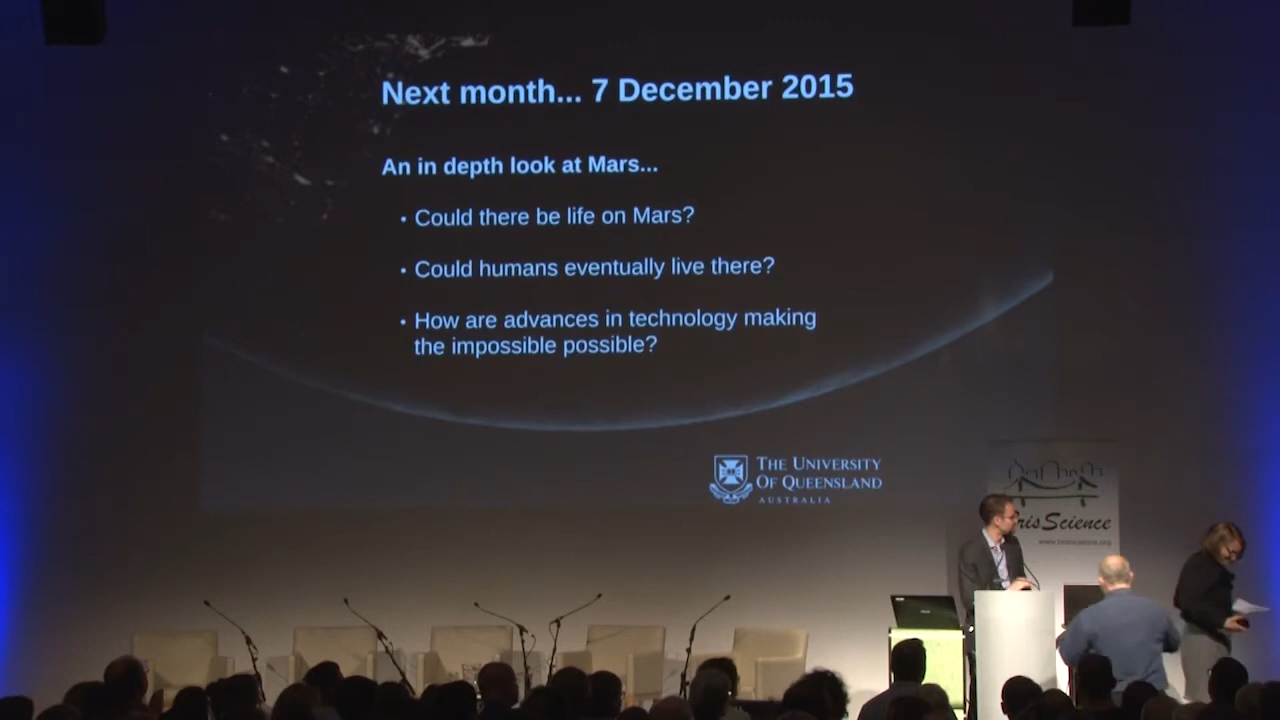 Next month... 7 December 2015
An in depth look at Mars...
• Could there be life on Mars?
• Could humans eventually live there?
• How are advances in technology making
the impossible possible?
THE UNIVERSITY
OF QUEENSLAND
AUSTRALIA
risScience